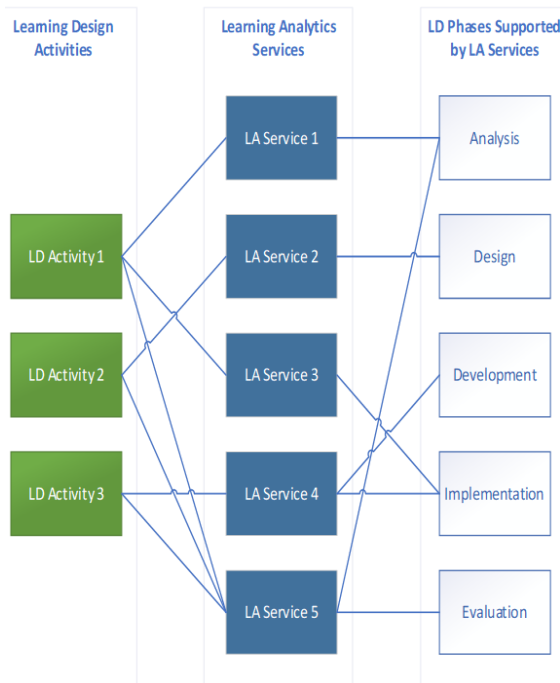 Learning Design
Activities
Learning Analytics
Services
LD Phases Supported
by LA Services
LA Service 1
Analysis
LD Activity 1
LA Service 2
Design
LD Activity 2
LA Service 3
Development
LD Activity 3
LA Service 4
Implementation
LA Service 5
Evaluation